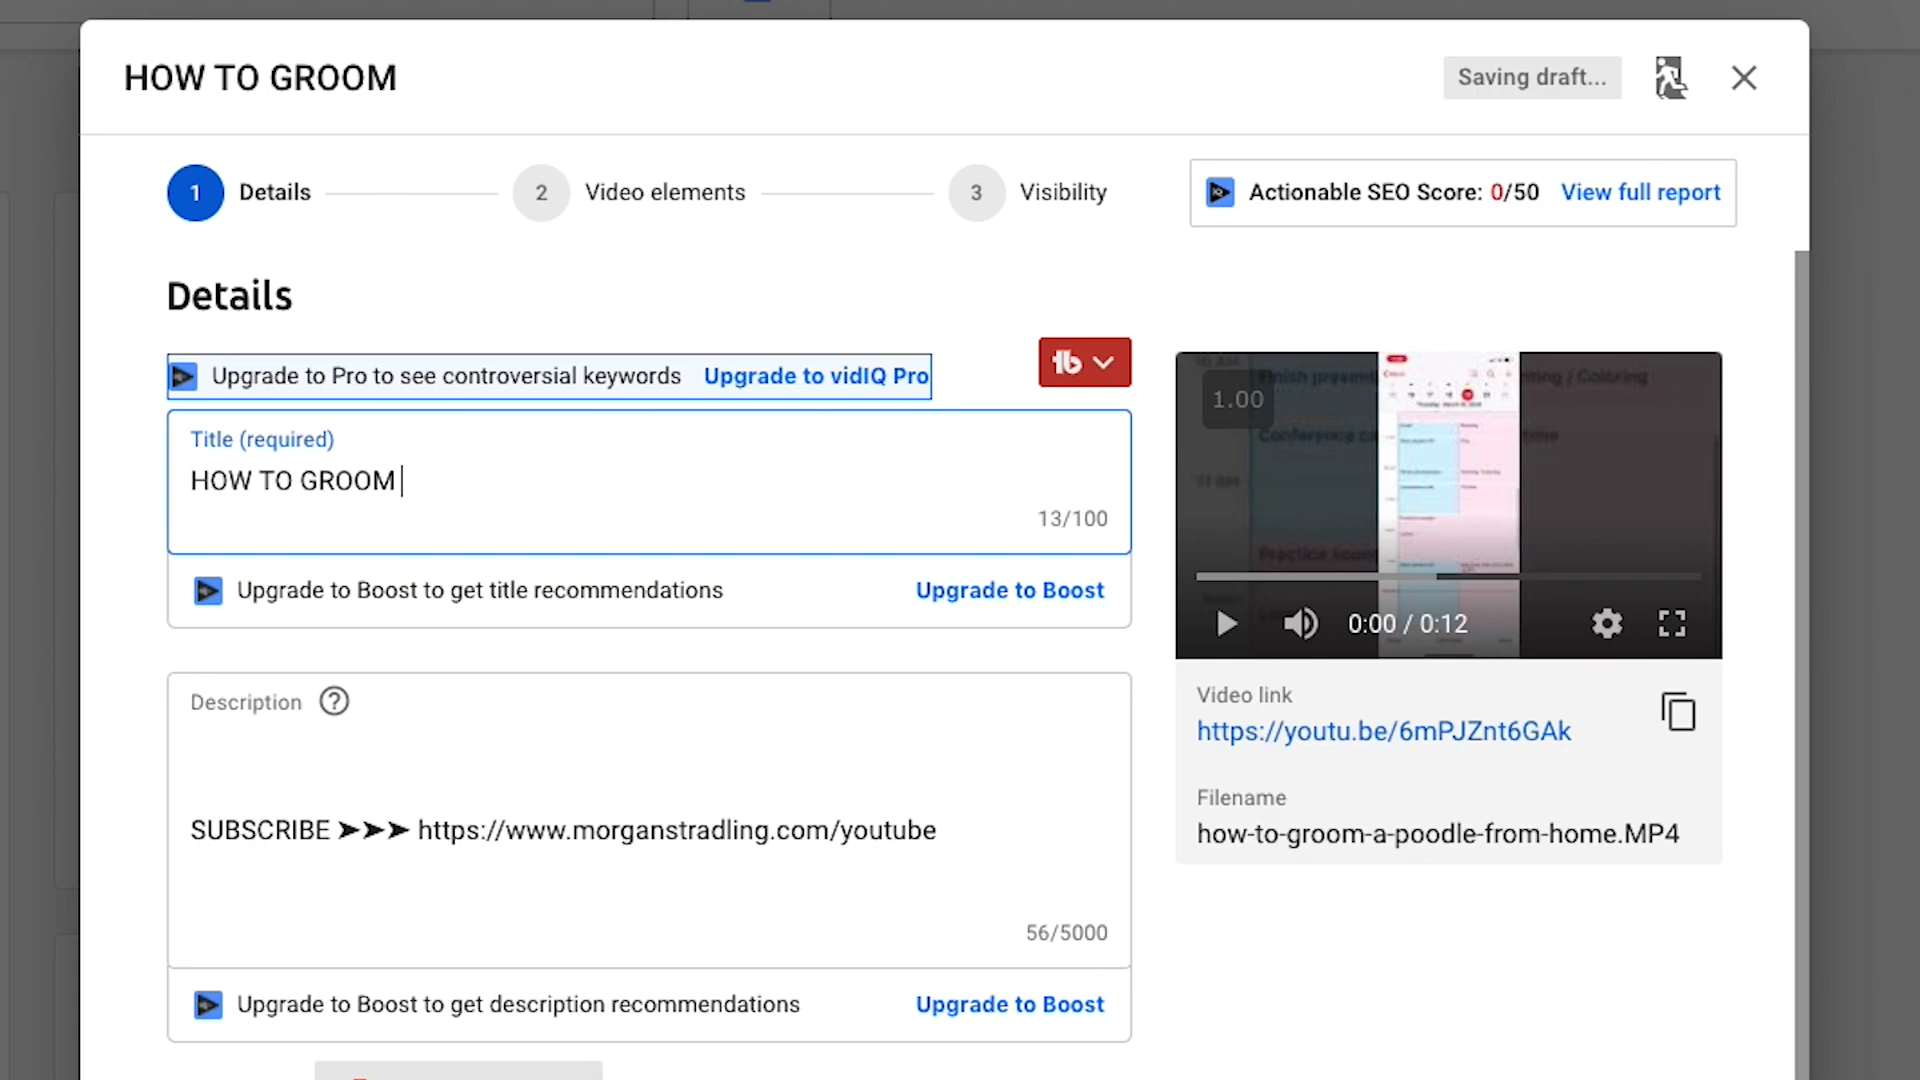 HOW TO GROOM
Saving draft...
1 Details
2 Video elements
3 Visibility
Actionable SEO Score: 0/50 View full report
Details
Upgrade to Pro to see controversial keywords Upgrade to vidIQ Pro
tb
Title (required)
HOW TO GROOM
13/100
Upgrade to Boost to get title recommendations Upgrade to Boost
Description ?
SUBSCRIBE ➤➤➤ https://www.morganstradling.com/youtube
56/5000
Upgrade to Boost to get description recommendations Upgrade to Boost
1.00
0:00 / 0:12
Video link
https://youtu.be/6mPJZnt6GAk
Filename
how-to-groom-a-poodle-from-home.MP4